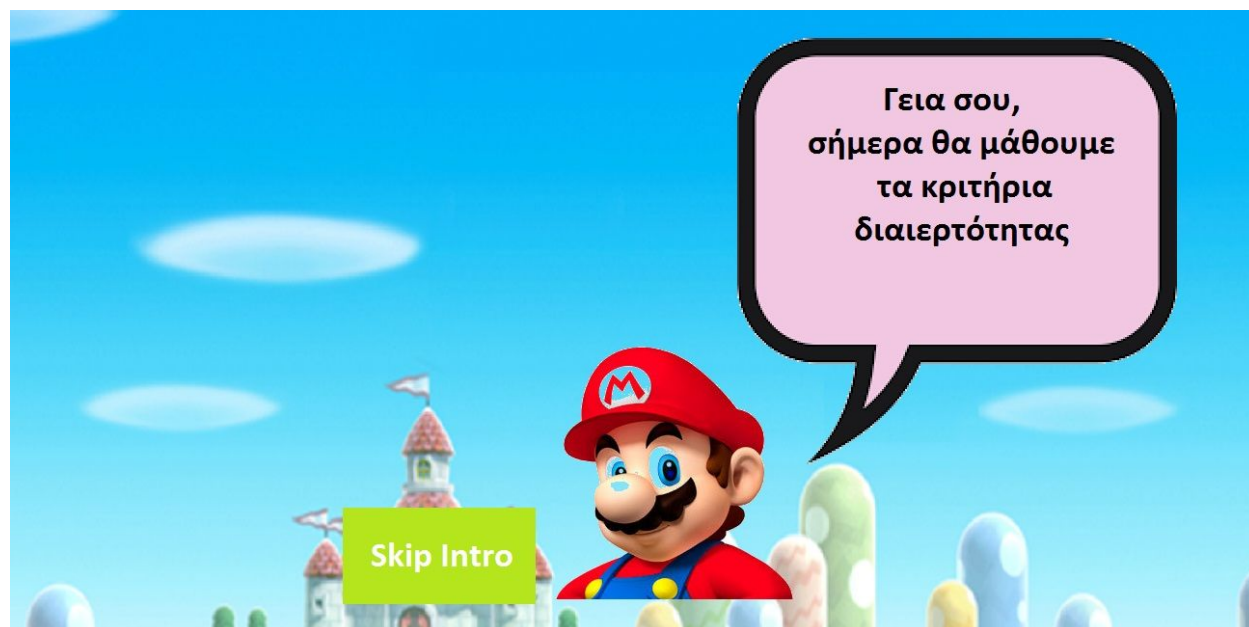 Γεια σου,
σήμερα θα μάθουμε
τα κριτήρια
διαιερτότητας
Skip Intro
M